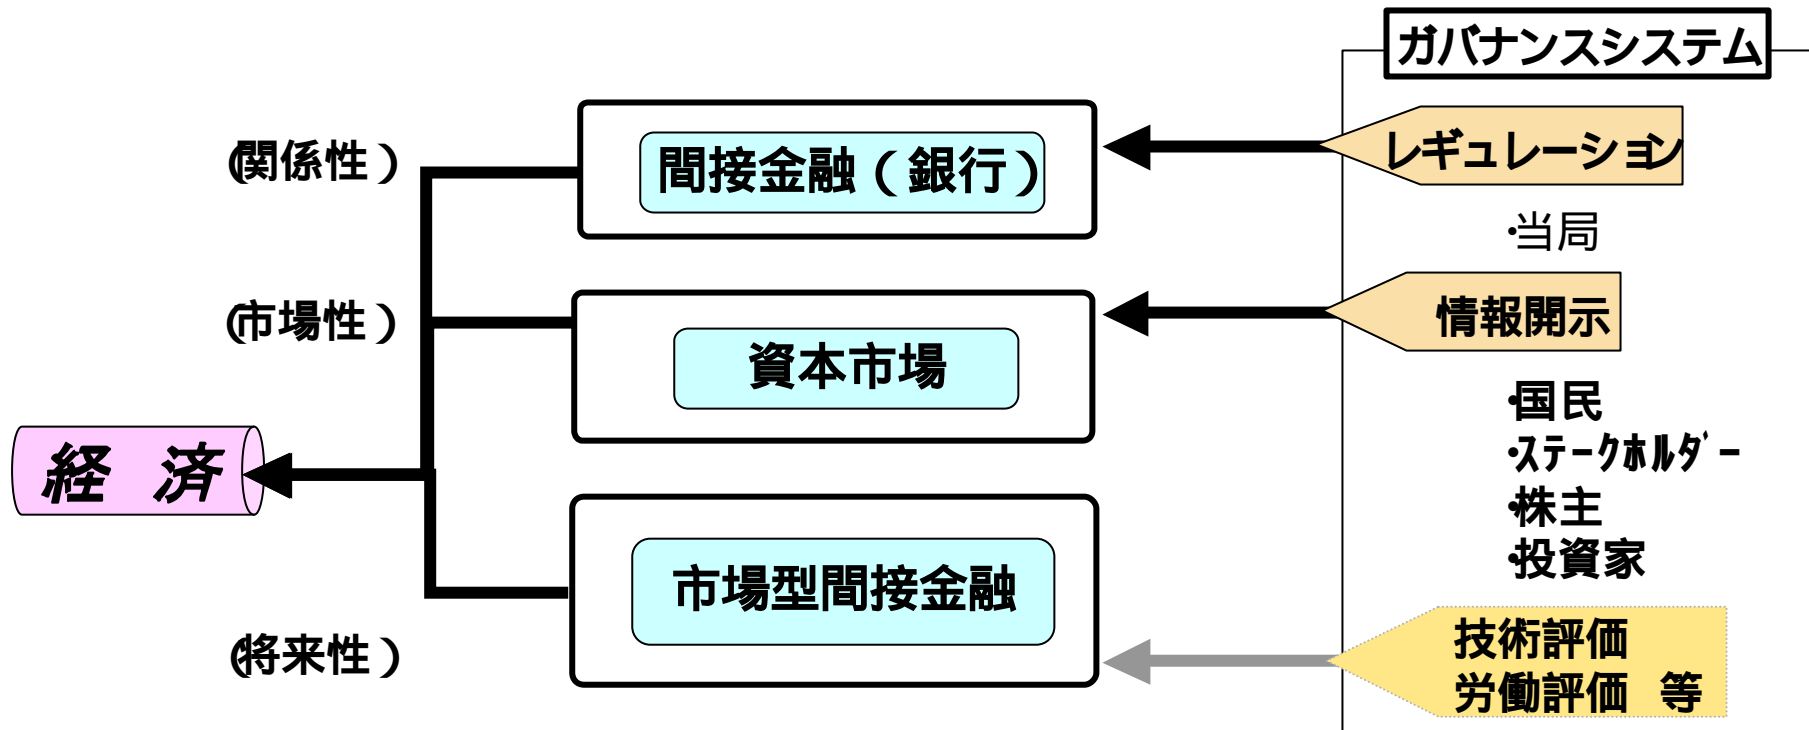 ガバナンスシステム
(関係性)
間接金融(銀行)
レギュレーション
・当局
(市場性)
資本市場
情報開示
・国民
・ｽﾃｰｸﾎﾙﾀﾞｰ
・株主
・投資家
経 済
市場型間接金融
(将来性)
技術評価
労働評価 等